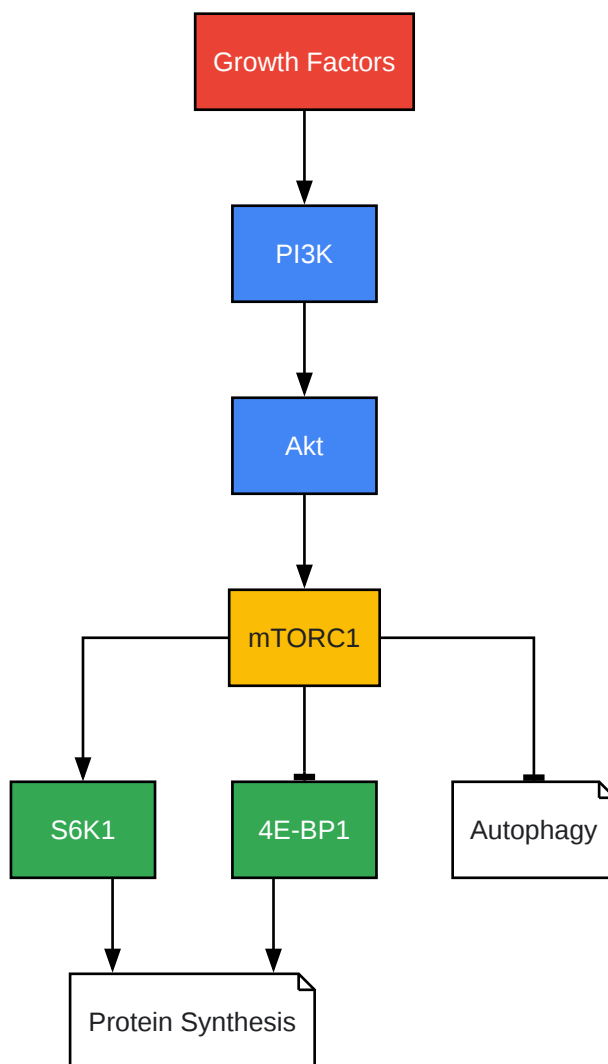 Growth Factors
PI3K
Akt
mTORC1
S6K1
4E-BP1
Autophagy
Protein Synthesis